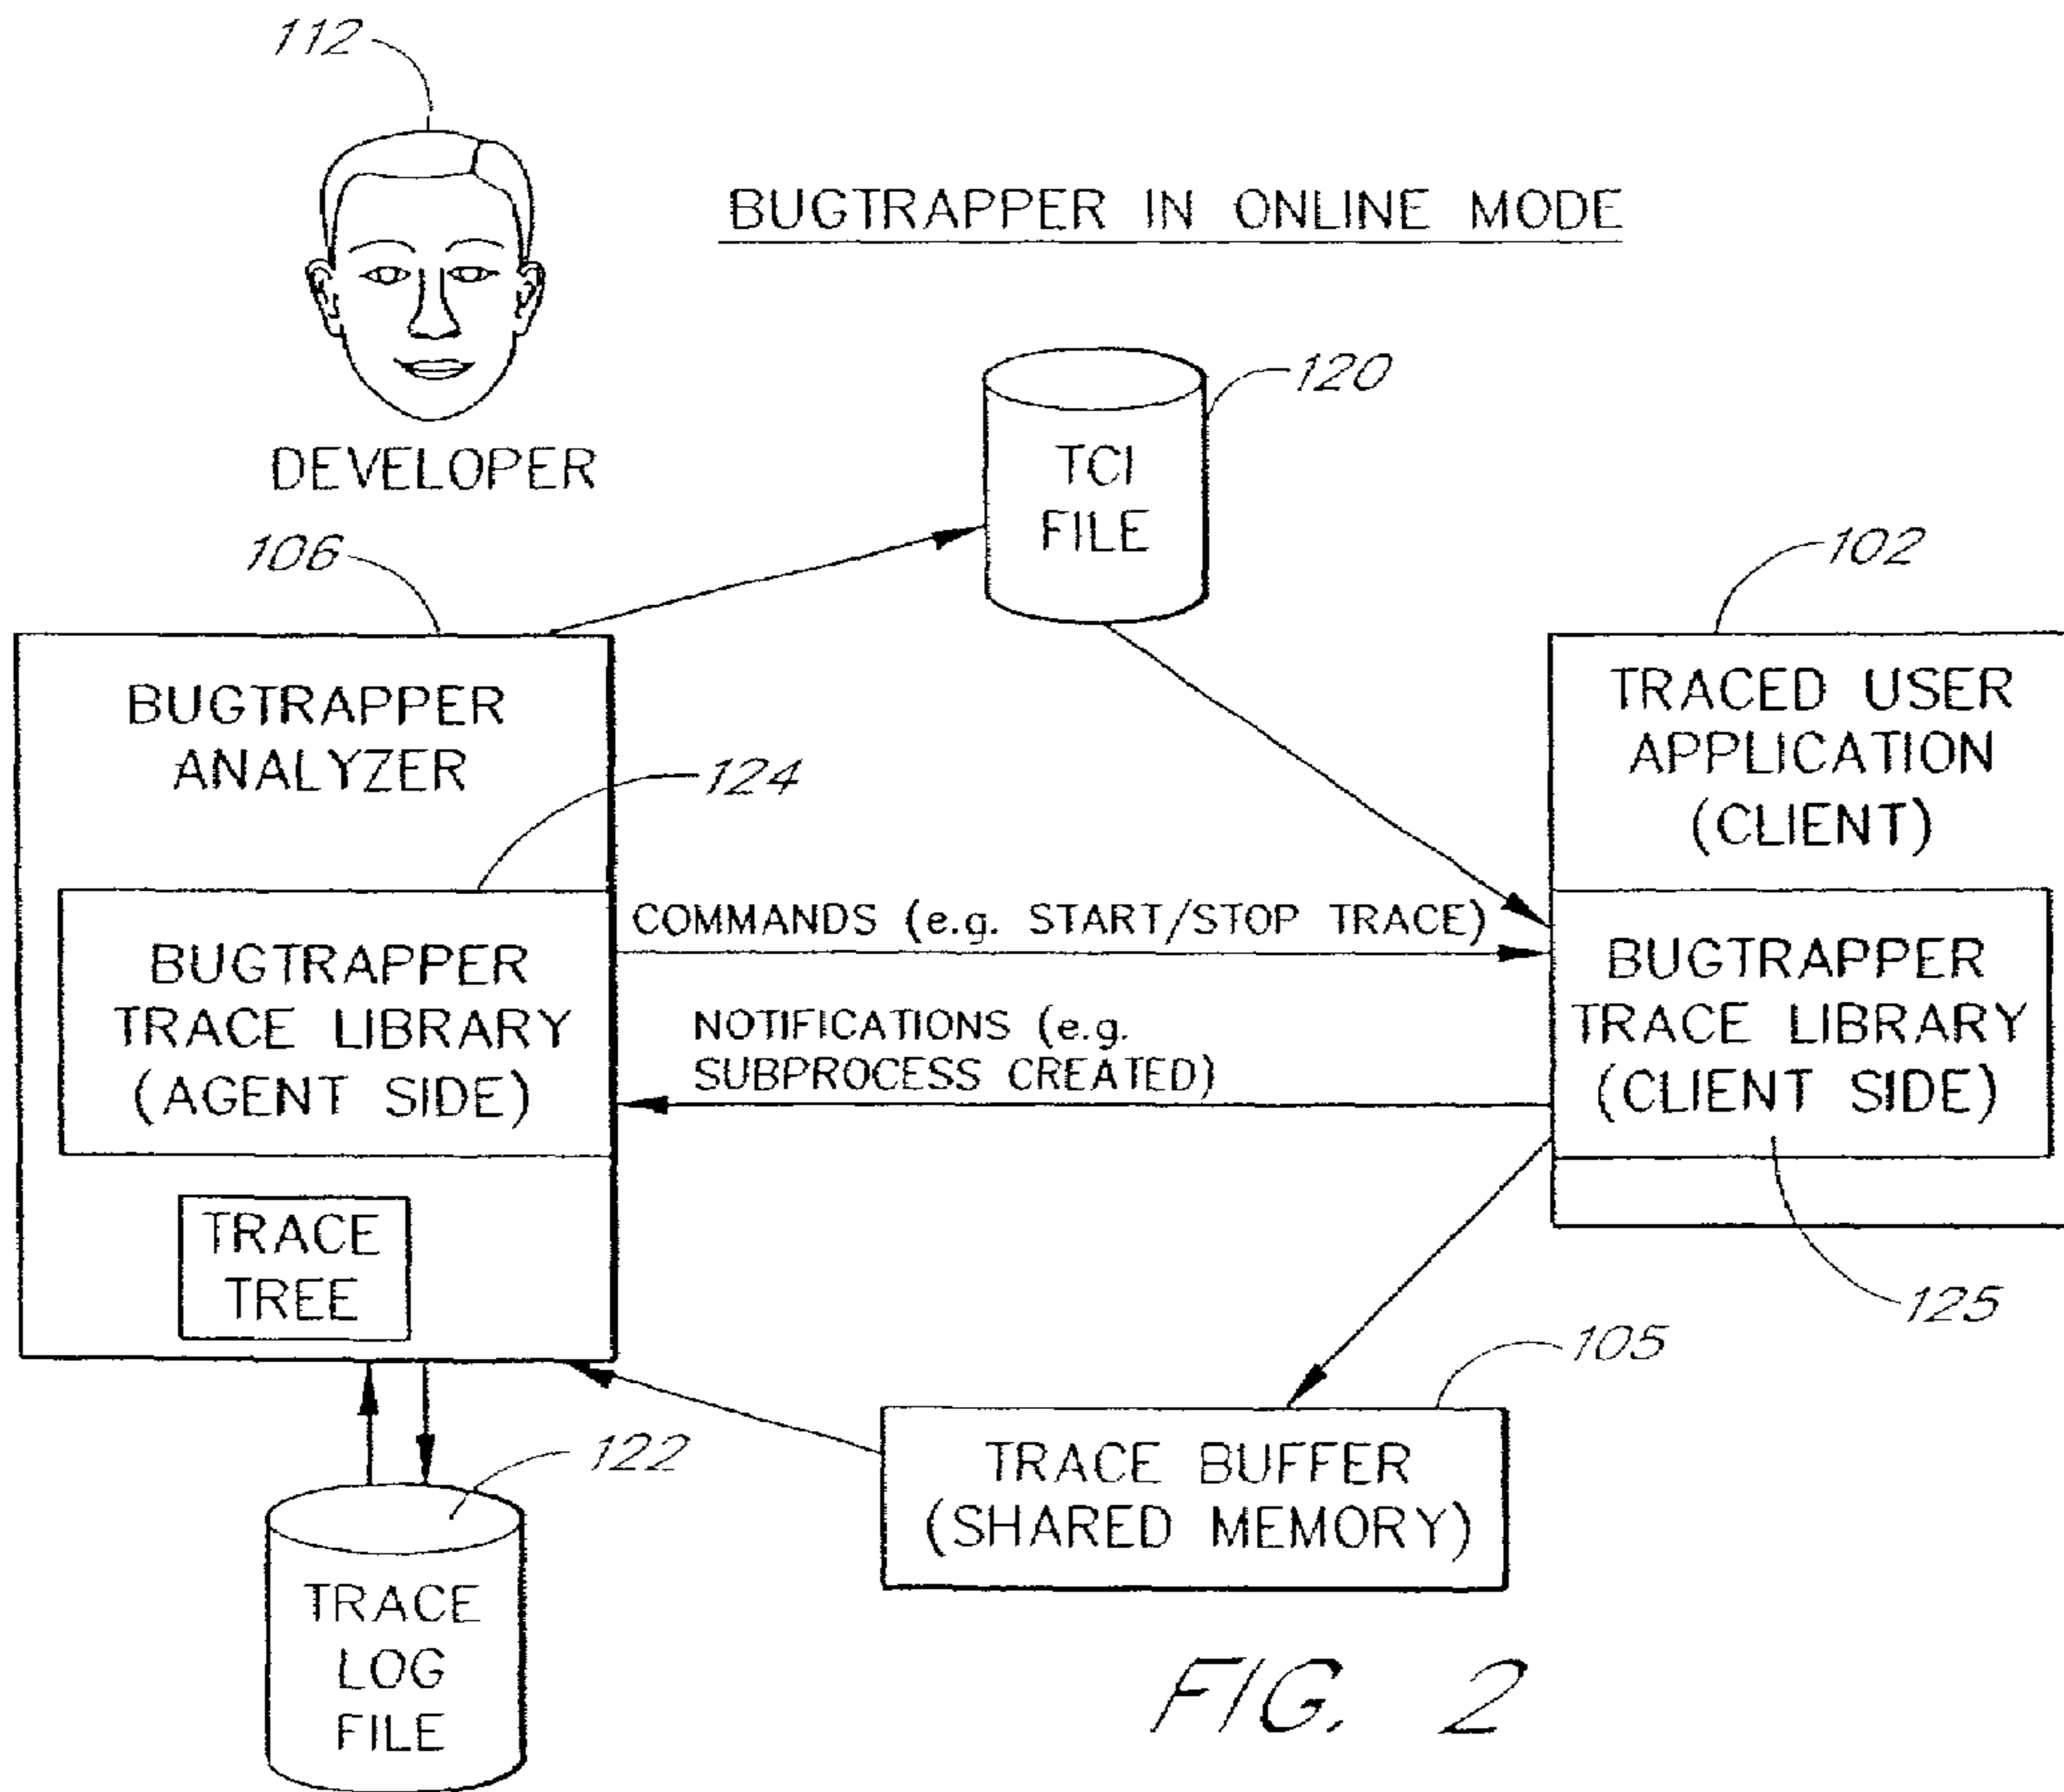 112
BUGTRAPPER IN ONLINE MODE
DEVELOPER
120
TCI
FILE
106
102
BUGTRAPPER
ANALYZER
124
TRACED USER
APPLICATION
(CLIENT)
BUGTRAPPER
TRACE LIBRARY
(AGENT SIDE)
COMMANDS (e.g. START/STOP TRACE)
NOTIFICATIONS (e.g.
SUBPROCESS CREATED)
BUGTRAPPER
TRACE LIBRARY
(CLIENT SIDE)
125
TRACE
TREE
105
TRACE BUFFER
(SHARED MEMORY)
122
TRACE
LOG
FILE
FIG. 2